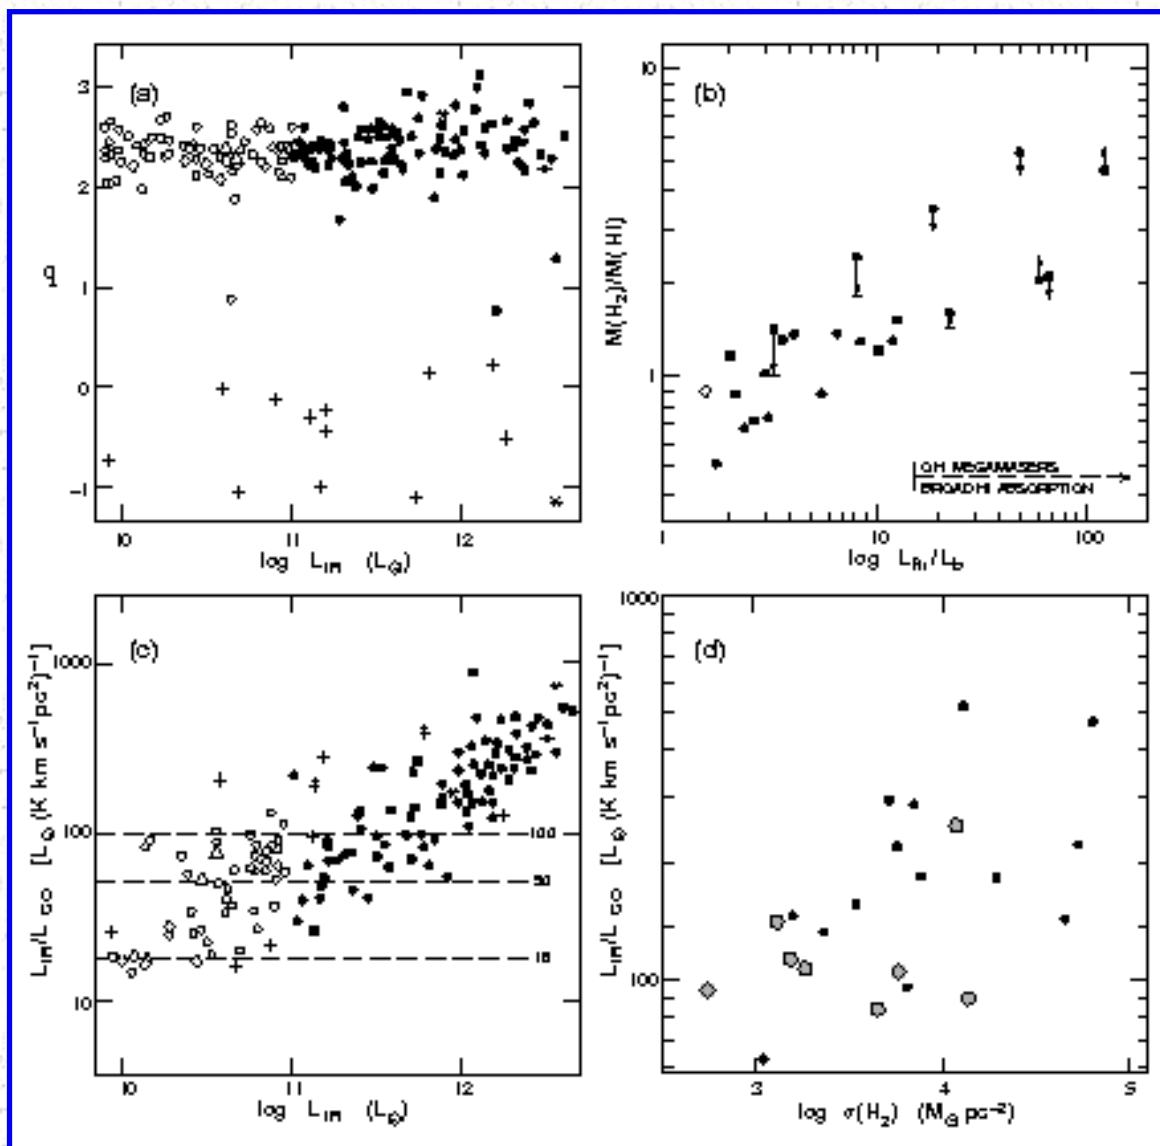 (a)
3
2
1
0
-1
q
10 11 12
log L_IR (L_⊙)
(b)
10
1
M(H₂)/M(HI)
OH MEGAMASERS
BROAD HI ABSORPTION
1 10 100
log L_IR/L_b
(c)
1000
100
10
L_IR/L_CO [L_⊙ (K km s⁻¹ pc²)⁻¹]
100
50
18
10 11 12
log L_IR (L_⊙)
(d)
1000
100
L_IR/L_CO [L_⊙ (K km s⁻¹ pc²)⁻¹]
3 4 5
log σ(H₂) (M_⊙ pc⁻²)